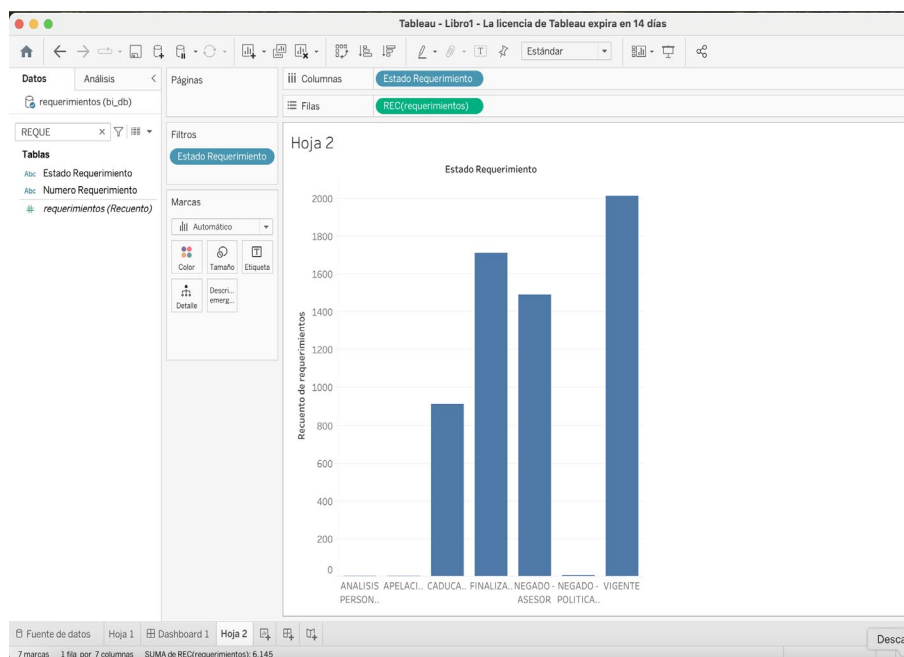 Tableau - Libro1 - La licencia de Tableau expira en 14 días
Estándar
Datos
Análisis
requerimientos (bi_db)
REQUE
Tablas
Abc Estado Requerimiento
Abc Numero Requerimiento
# requerimientos (Recuento)
Páginas
Filtros
Estado Requerimiento
Marcas
Automático
Color Tamaño Etiqueta
Detalle Descri... emerg...
iii Columnas Estado Requerimiento
Filas REC(requerimientos)
Hoja 2
Estado Requerimiento
Recuento de requerimientos
2000
1800
1600
1400
1200
1000
800
600
400
200
0
ANALISIS APELACI.. CADUCA.. FINALIZA.. NEGADO - NEGADO - VIGENTE
PERSON.. ASESOR POLITICA..
Fuente de datos Hoja 1 Dashboard 1 Hoja 2
Desca
7 marcas 1 fila por 7 columnas SUMA de REC(requerimientos): 6.145